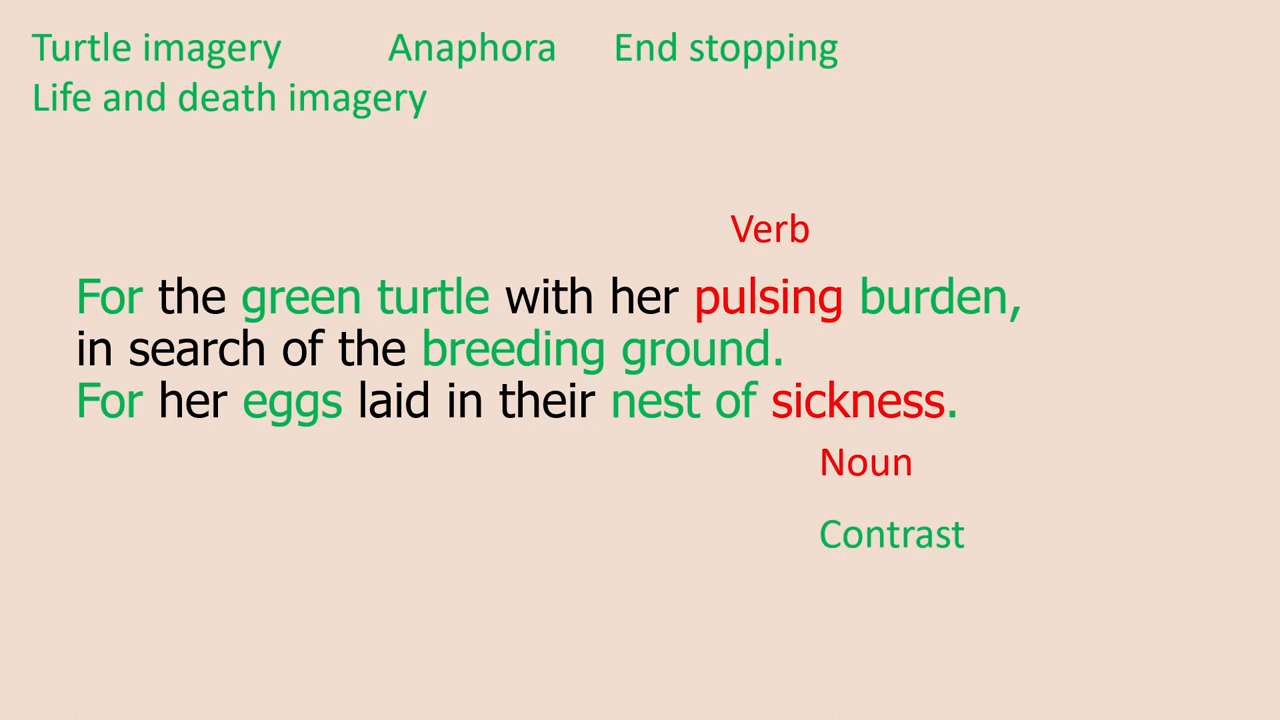 Turtle imagery Anaphora End stopping
Life and death imagery
Verb
For the green turtle with her pulsing burden,
in search of the breeding ground.
For her eggs laid in their nest of sickness.
Noun
Contrast